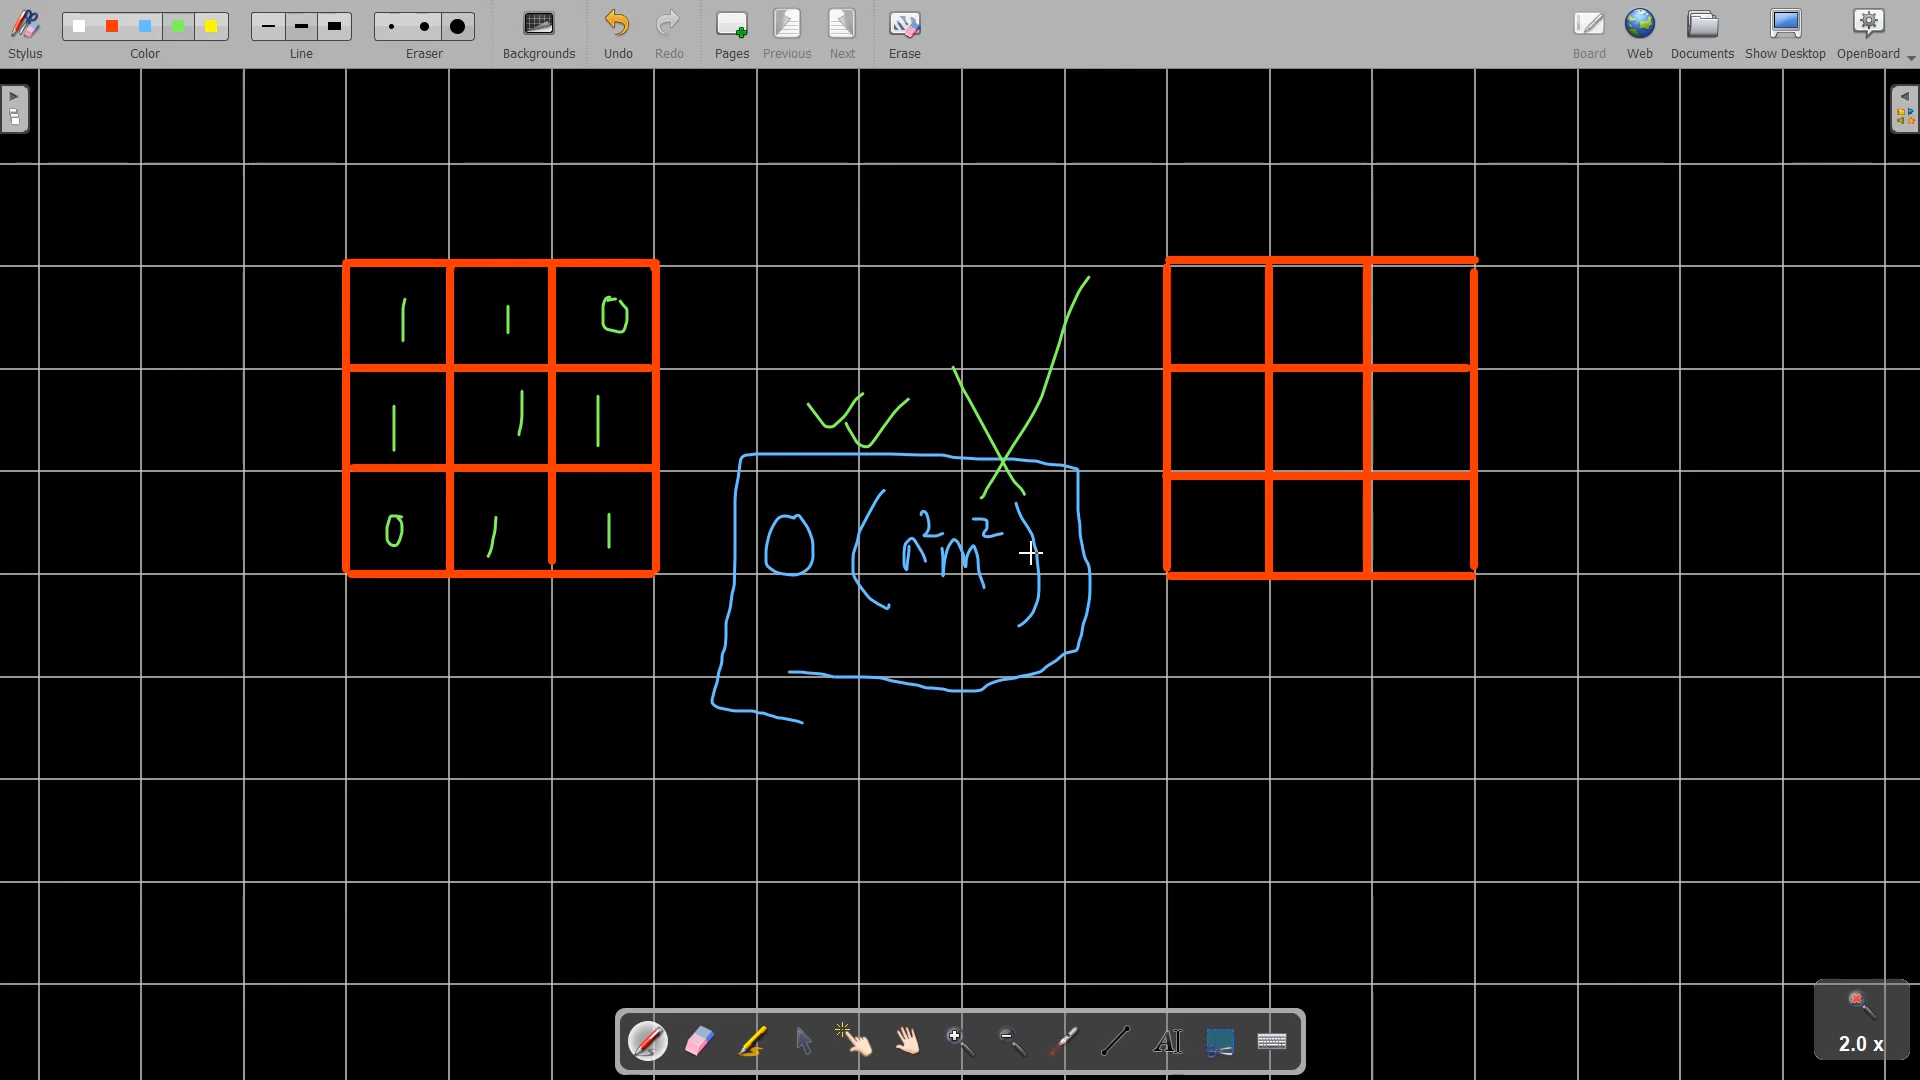 Stylus Color Line Eraser Backgrounds Undo Redo Pages Previous Next Erase Board Web Documents Show Desktop OpenBoard
1 1 0
1 1 1
0 1 1
O(n²m²)
AI
2.0 x